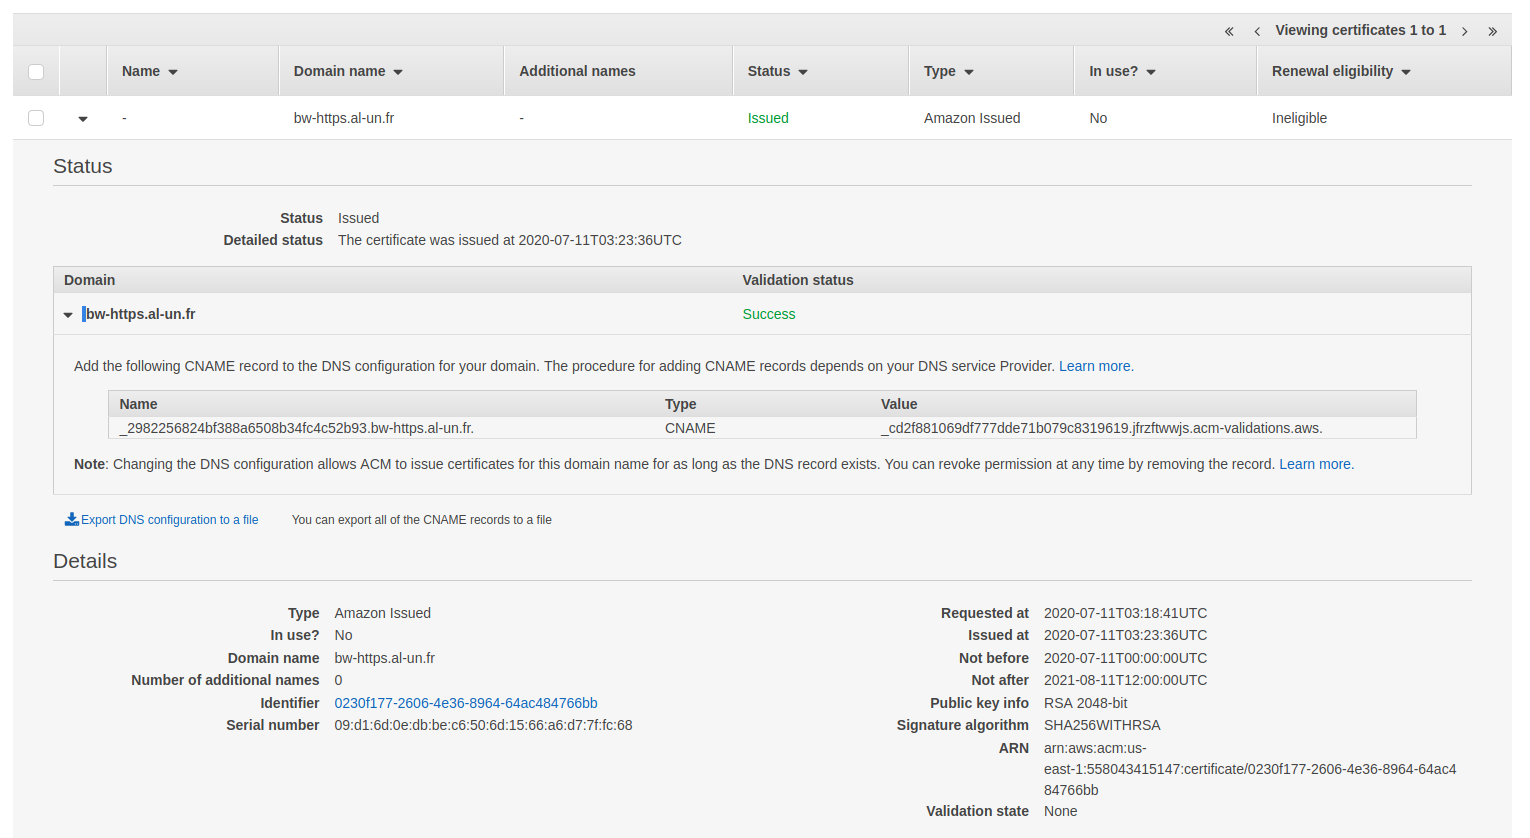 « ‹ Viewing certificates 1 to 1 › »
Name Domain name Additional names Status Type In use? Renewal eligibility
- bw-https.al-un.fr - Issued Amazon Issued No Ineligible
Status
Status Issued
Detailed status The certificate was issued at 2020-07-11T03:23:36UTC
Domain Validation status
bw-https.al-un.fr Success
Add the following CNAME record to the DNS configuration for your domain. The procedure for adding CNAME records depends on your DNS service Provider. Learn more.
Name Type Value
_2982256824bf388a6508b34fc4c52b93.bw-https.al-un.fr. CNAME _cd2f881069df777dde71b079c8319619.jfrzftwwjs.acm-validations.aws.
Note: Changing the DNS configuration allows ACM to issue certificates for this domain name for as long as the DNS record exists. You can revoke permission at any time by removing the record. Learn more.
Export DNS configuration to a file You can export all of the CNAME records to a file
Details
Type Amazon Issued
In use? No
Domain name bw-https.al-un.fr
Number of additional names 0
Identifier 0230f177-2606-4e36-8964-64ac484766bb
Serial number 09:d1:6d:0e:db:be:c6:50:6d:15:66:a6:d7:7f:fc:68
Requested at 2020-07-11T03:18:41UTC
Issued at 2020-07-11T03:23:36UTC
Not before 2020-07-11T00:00:00UTC
Not after 2021-08-11T12:00:00UTC
Public key info RSA 2048-bit
Signature algorithm SHA256WITHRSA
ARN arn:aws:acm:us-
east-1:558043415147:certificate/0230f177-2606-4e36-8964-64ac4
84766bb
Validation state None